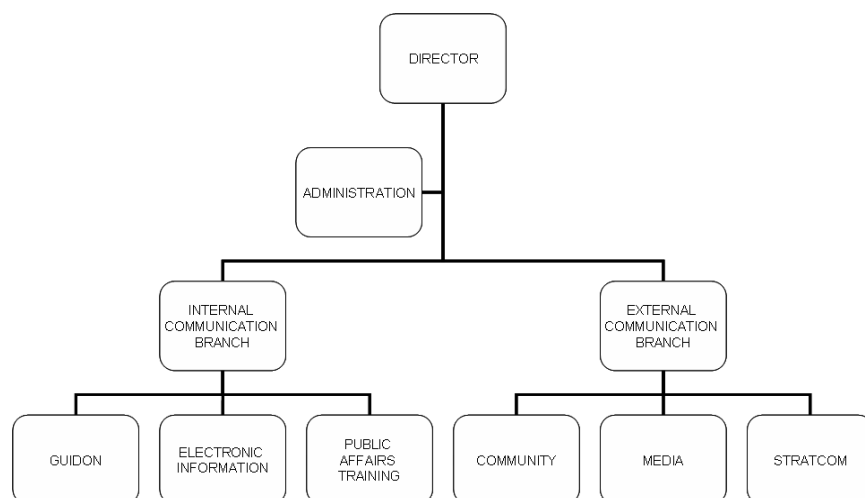 DIRECTOR
ADMINISTRATION
INTERNAL
COMMUNICATION
BRANCH
EXTERNAL
COMMUNICATION
BRANCH
GUIDON
ELECTRONIC
INFORMATION
PUBLIC
AFFAIRS
TRAINING
COMMUNITY
MEDIA
STRATCOM